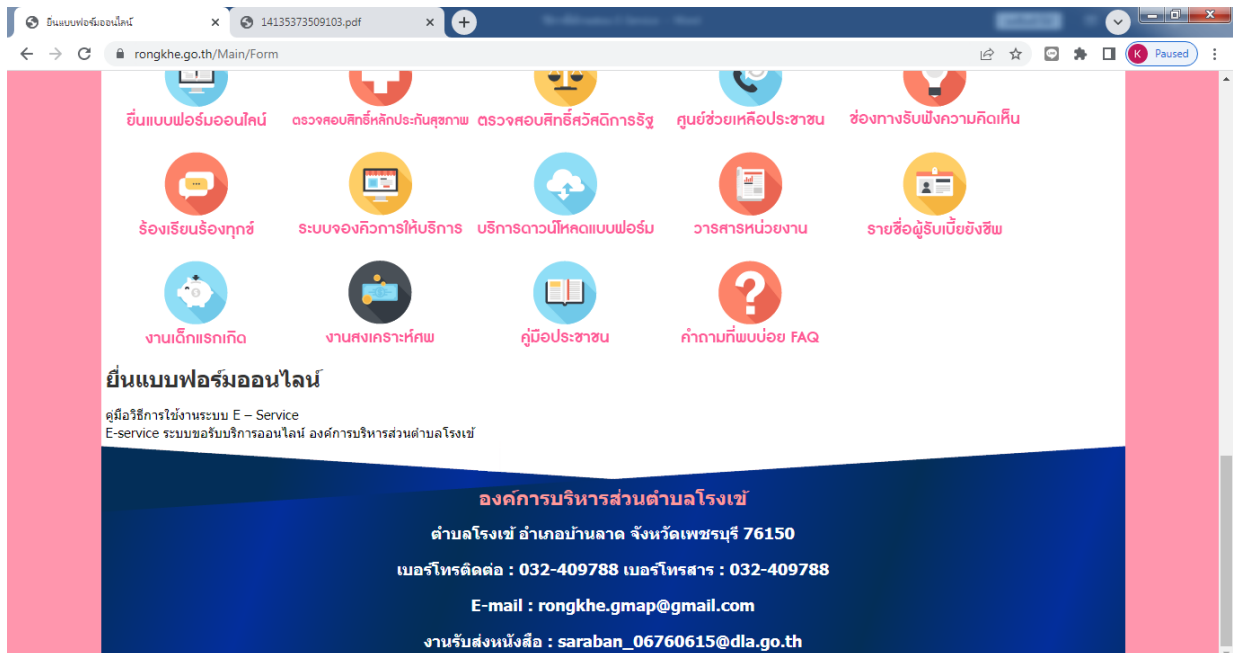 ยื่นแบบฟอร์มออนไลน์
14135373509103.pdf
rongkhe.go.th/Main/Form
K Paused
ยื่นแบบฟอร์มออนไลน์ ตรวจสอบสิทธิ์หลักประกันสุขภาพ ตรวจสอบสิทธิ์สวัสดิการรัฐ ศูนย์ช่วยเหลือประชาชน ช่องทางรับฟังความคิดเห็น
ร้องเรียนร้องทุกข์ ระบบจองคิวการให้บริการ บริการดาวน์โหลดแบบฟอร์ม วารสารหน่วยงาน รายชื่อผู้รับเบี้ยยังชีพ
งานเด็กแรกเกิด งานสงเคราะห์ศพ คู่มือประชาชน คำถามที่พบบ่อย FAQ
ยื่นแบบฟอร์มออนไลน์
คู่มือวิธีการใช้งานระบบ E – Service
E-service ระบบขอรับบริการออนไลน์ องค์การบริหารส่วนตำบลโรงเข้
องค์การบริหารส่วนตำบลโรงเข้
ตำบลโรงเข้ อำเภอบ้านลาด จังหวัดเพชรบุรี 76150
เบอร์โทรติดต่อ : 032-409788 เบอร์โทรสาร : 032-409788
E-mail : rongkhe.gmap@gmail.com
งานรับส่งหนังสือ : saraban_06760615@dla.go.th